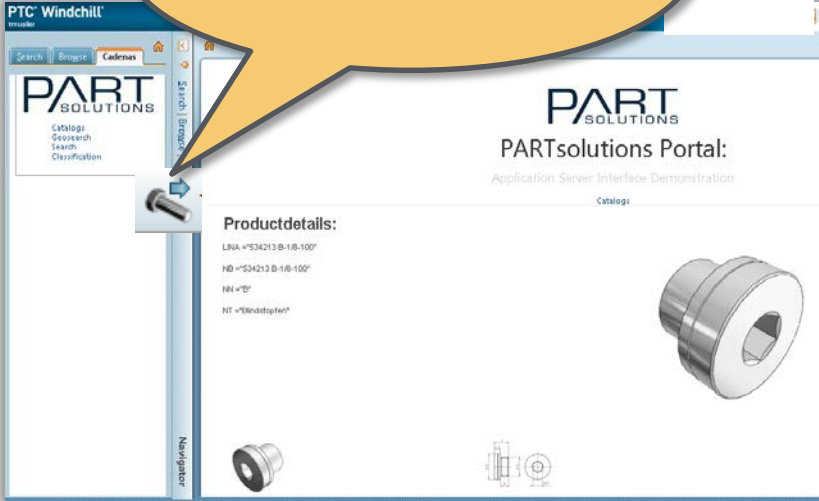 PTC® Windchill®
tmueller
Search Browse Cadenas
PART
SOLUTIONS
Catalogs
Geosearch
Search
Classification
Search | Browse
Navigator
PART
SOLUTIONS
PARTsolutions Portal:
Application Server Interface Demonstration
Catalogs
Productdetails:
LINA ="534213 B-1/8-100"
NB ="534213 B-1/8-100"
NN ="B"
NT ="Blindstopfen"